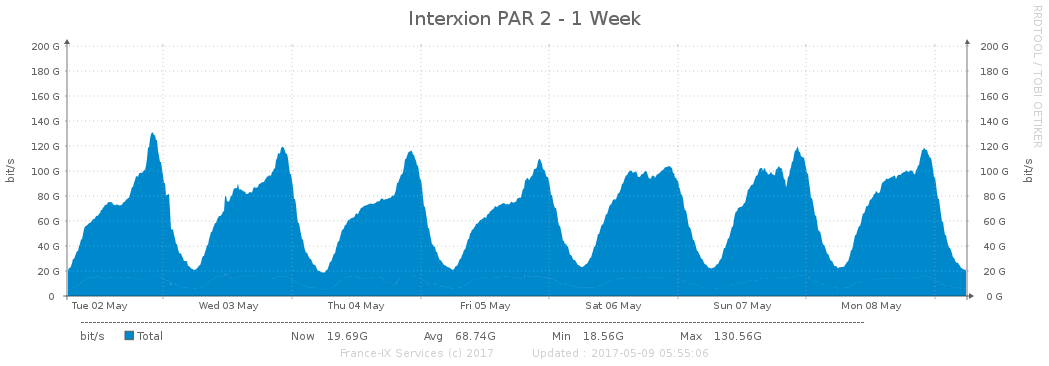 Interxion PAR 2 - 1 Week
RRDTOOL / TOBI OETIKER
200 G 200 G
180 G 180 G
160 G 160 G
140 G 140 G
120 G 120 G
100 G 100 G
80 G 80 G
60 G 60 G
40 G 40 G
20 G 20 G
0 0 G
bit/s
bit/s
Tue 02 May Wed 03 May Thu 04 May Fri 05 May Sat 06 May Sun 07 May Mon 08 May
bit/s Total Now 19.69G Avg 68.74G Min 18.56G Max 130.56G
France-IX Services (c) 2017 Updated : 2017-05-09 05:55:06